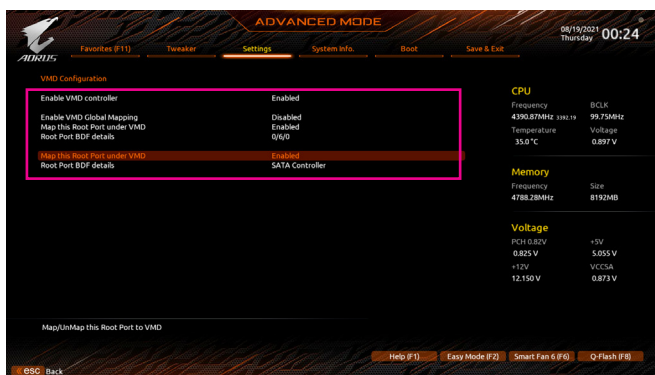 ADVANCED MODE
08/19/2021 Thursday 00:24
AORUS
Favorites (F11) Tweaker Settings System Info. Boot Save & Exit
VMD Configuration
Enable VMD controller Enabled
Enable VMD Global Mapping Disabled
Map this Root Port under VMD Enabled
Root Port BDF details 0/6/0
Map this Root Port under VMD Enabled
Root Port BDF details SATA Controller
CPU
Frequency BCLK
4390.87MHz 3392.19 99.75MHz
Temperature Voltage
35.0 °C 0.897 V
Memory
Frequency Size
4788.28MHz 8192MB
Voltage
PCH 0.82V +5V
0.825 V 5.055 V
+12V VCCSA
12.150 V 0.873 V
Map/UnMap this Root Port to VMD
Help (F1) Easy Mode (F2) Smart Fan 6 (F6) Q-Flash (F8)
esc Back